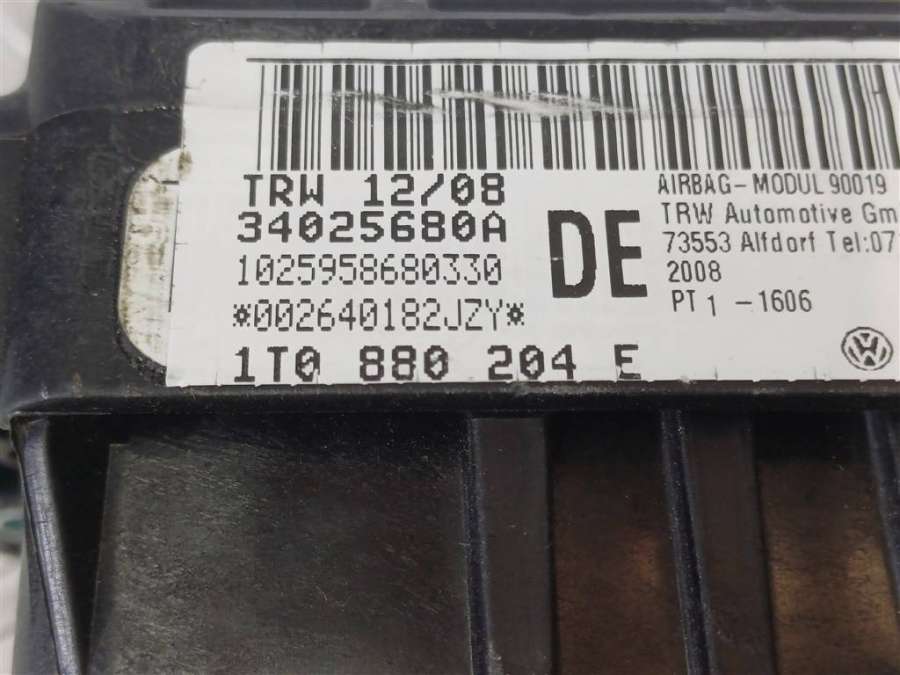 TRW 12/08
34025680A
1025958680330
*002640182JZY*
1T0 880 204 E
DE
AIRBAG-MODUL 90019
TRW Automotive Gm
73553 Alfdorf Tel:07
2008
PT 1 -1606